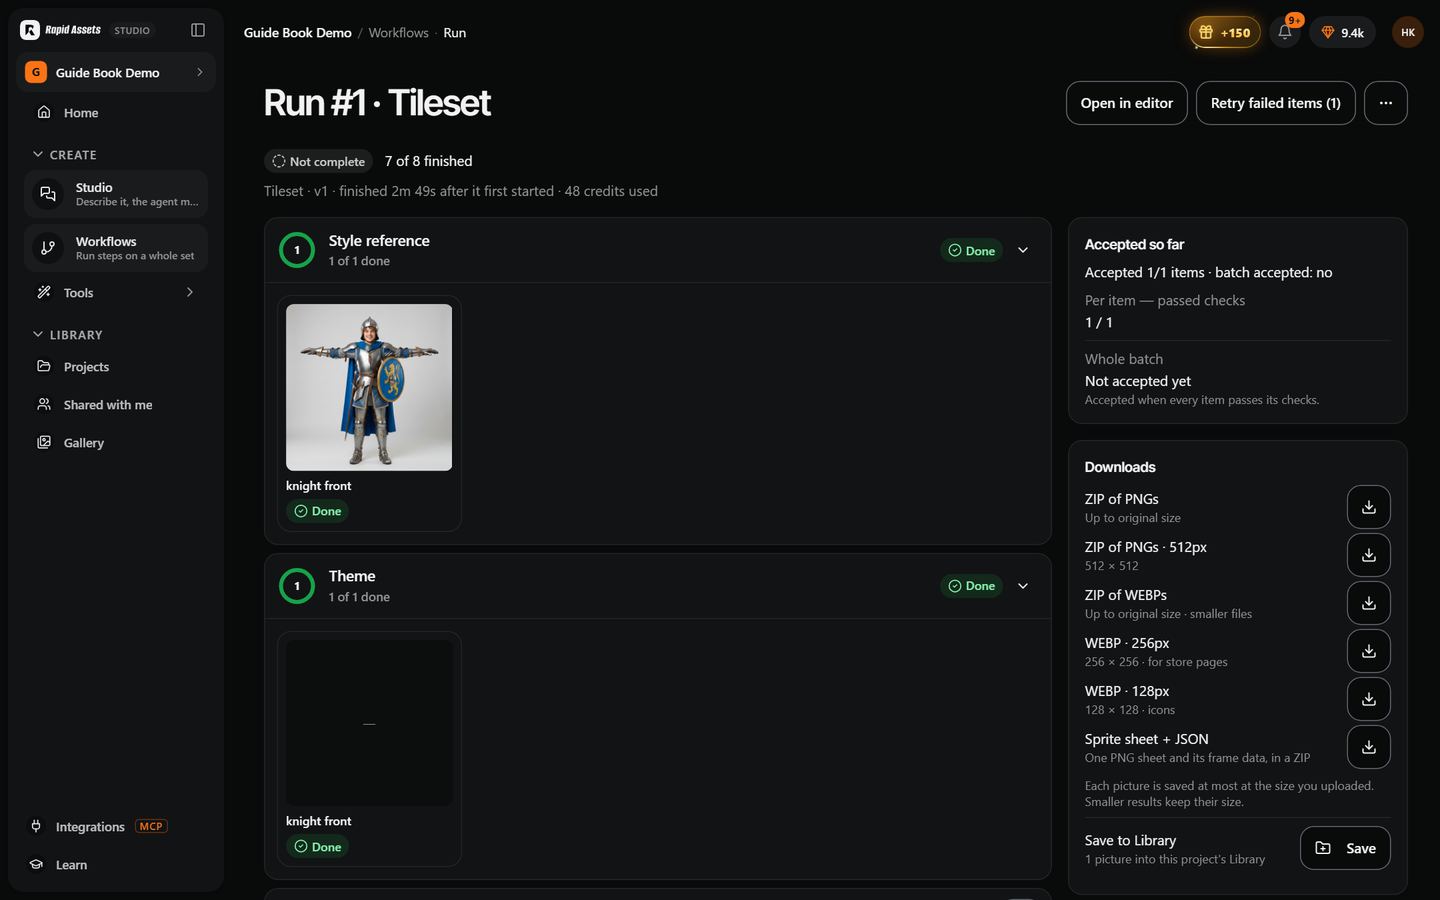 Rapid Assets STUDIO
Guide Book Demo / Workflows · Run
+150
9+
9.4k
HK
G Guide Book Demo
Home
CREATE
Studio
Describe it, the agent m...
Workflows
Run steps on a whole set
Tools
LIBRARY
Projects
Shared with me
Gallery
Integrations MCP
Learn
Run #1 · Tileset
Open in editor
Retry failed items (1)
Not complete 7 of 8 finished
Tileset · v1 · finished 2m 49s after it first started · 48 credits used
1 Style reference
1 of 1 done
Done
knight front
Done
1 Theme
1 of 1 done
Done
—
knight front
Done
Accepted so far
Accepted 1/1 items · batch accepted: no
Per item — passed checks
1 / 1
Whole batch
Not accepted yet
Accepted when every item passes its checks.
Downloads
ZIP of PNGs
Up to original size
ZIP of PNGs · 512px
512 × 512
ZIP of WEBPs
Up to original size · smaller files
WEBP · 256px
256 × 256 · for store pages
WEBP · 128px
128 × 128 · icons
Sprite sheet + JSON
One PNG sheet and its frame data, in a ZIP
Each picture is saved at most at the size you uploaded.
Smaller results keep their size.
Save to Library
1 picture into this project's Library
Save